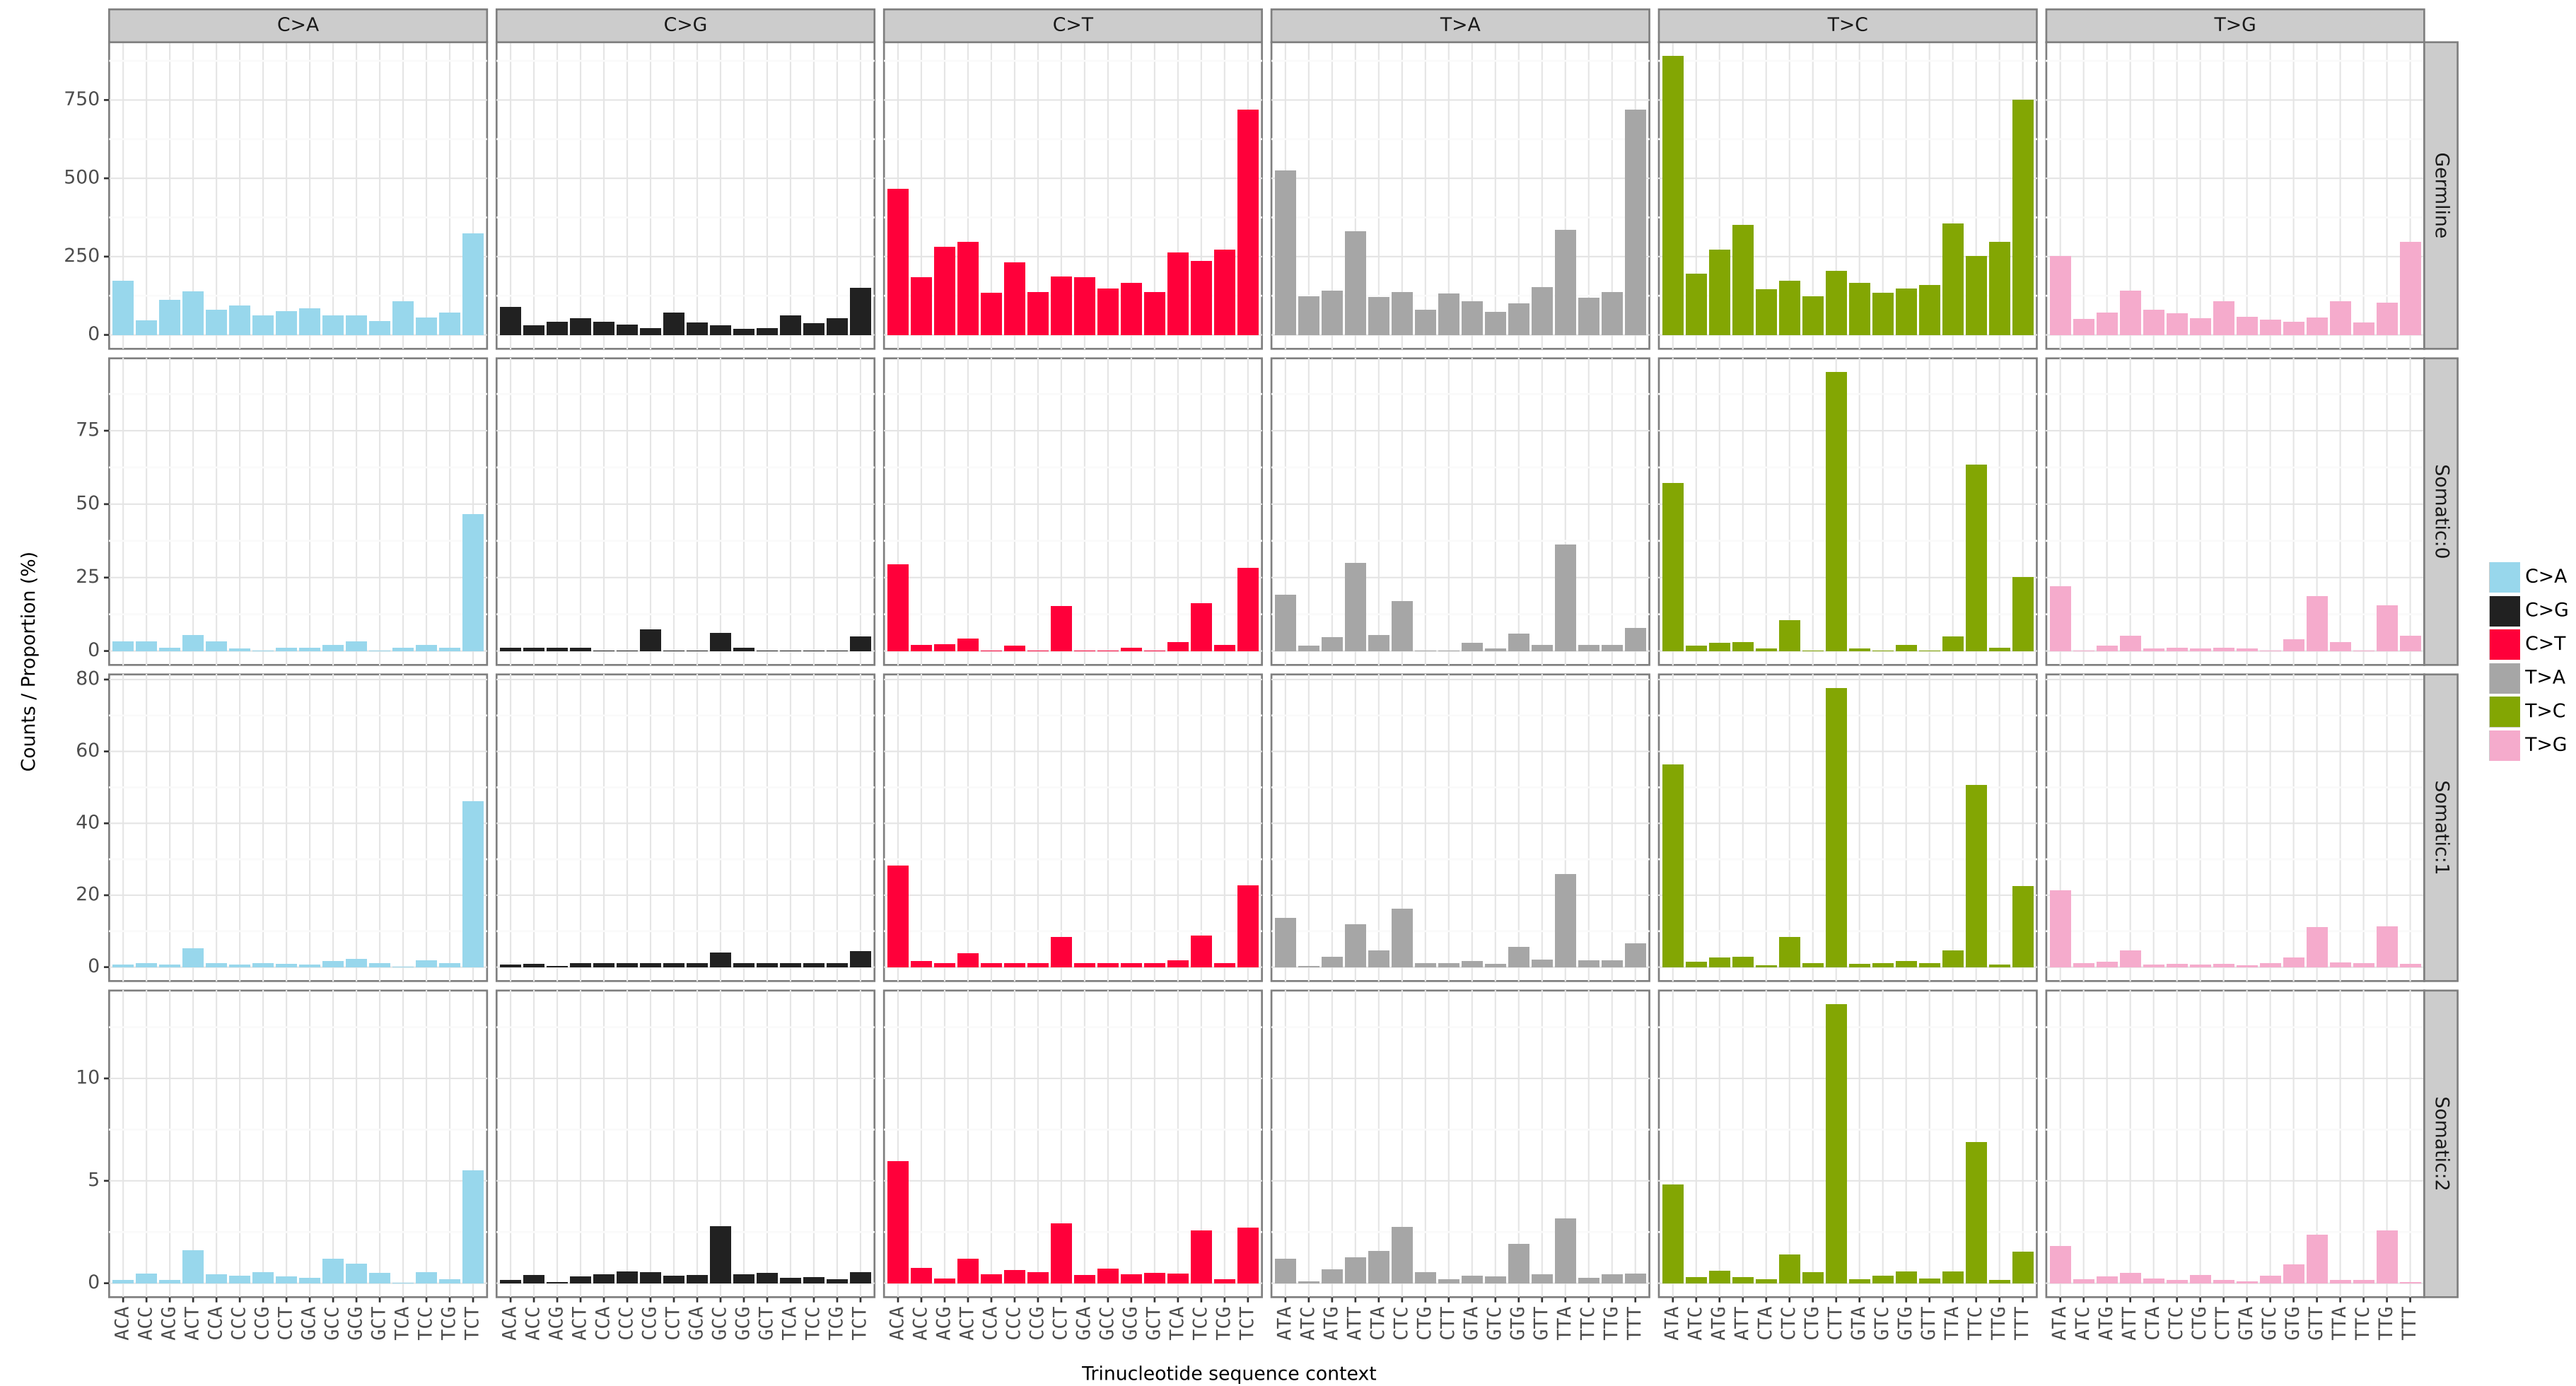 C>A C>G C>T T>A T>C T>G
Germline
750
500
250
0
Somatic:0
75
50
25
0
Somatic:1
80
60
40
20
0
Somatic:2
10
5
0
Counts / Proportion (%)
C>A
C>G
C>T
T>A
T>C
T>G
ACA ACC ACG ACT CCA CCC CCG CCT GCA GCC GCG GCT TCA TCC TCG TCT
ACA ACC ACG ACT CCA CCC CCG CCT GCA GCC GCG GCT TCA TCC TCG TCT
ACA ACC ACG ACT CCA CCC CCG CCT GCA GCC GCG GCT TCA TCC TCG TCT
ATA ATC ATG ATT CTA CTC CTG CTT GTA GTC GTG GTT TTA TTC TTG TTT
ATA ATC ATG ATT CTA CTC CTG CTT GTA GTC GTG GTT TTA TTC TTG TTT
ATA ATC ATG ATT CTA CTC CTG CTT GTA GTC GTG GTT TTA TTC TTG TTT
Trinucleotide sequence context